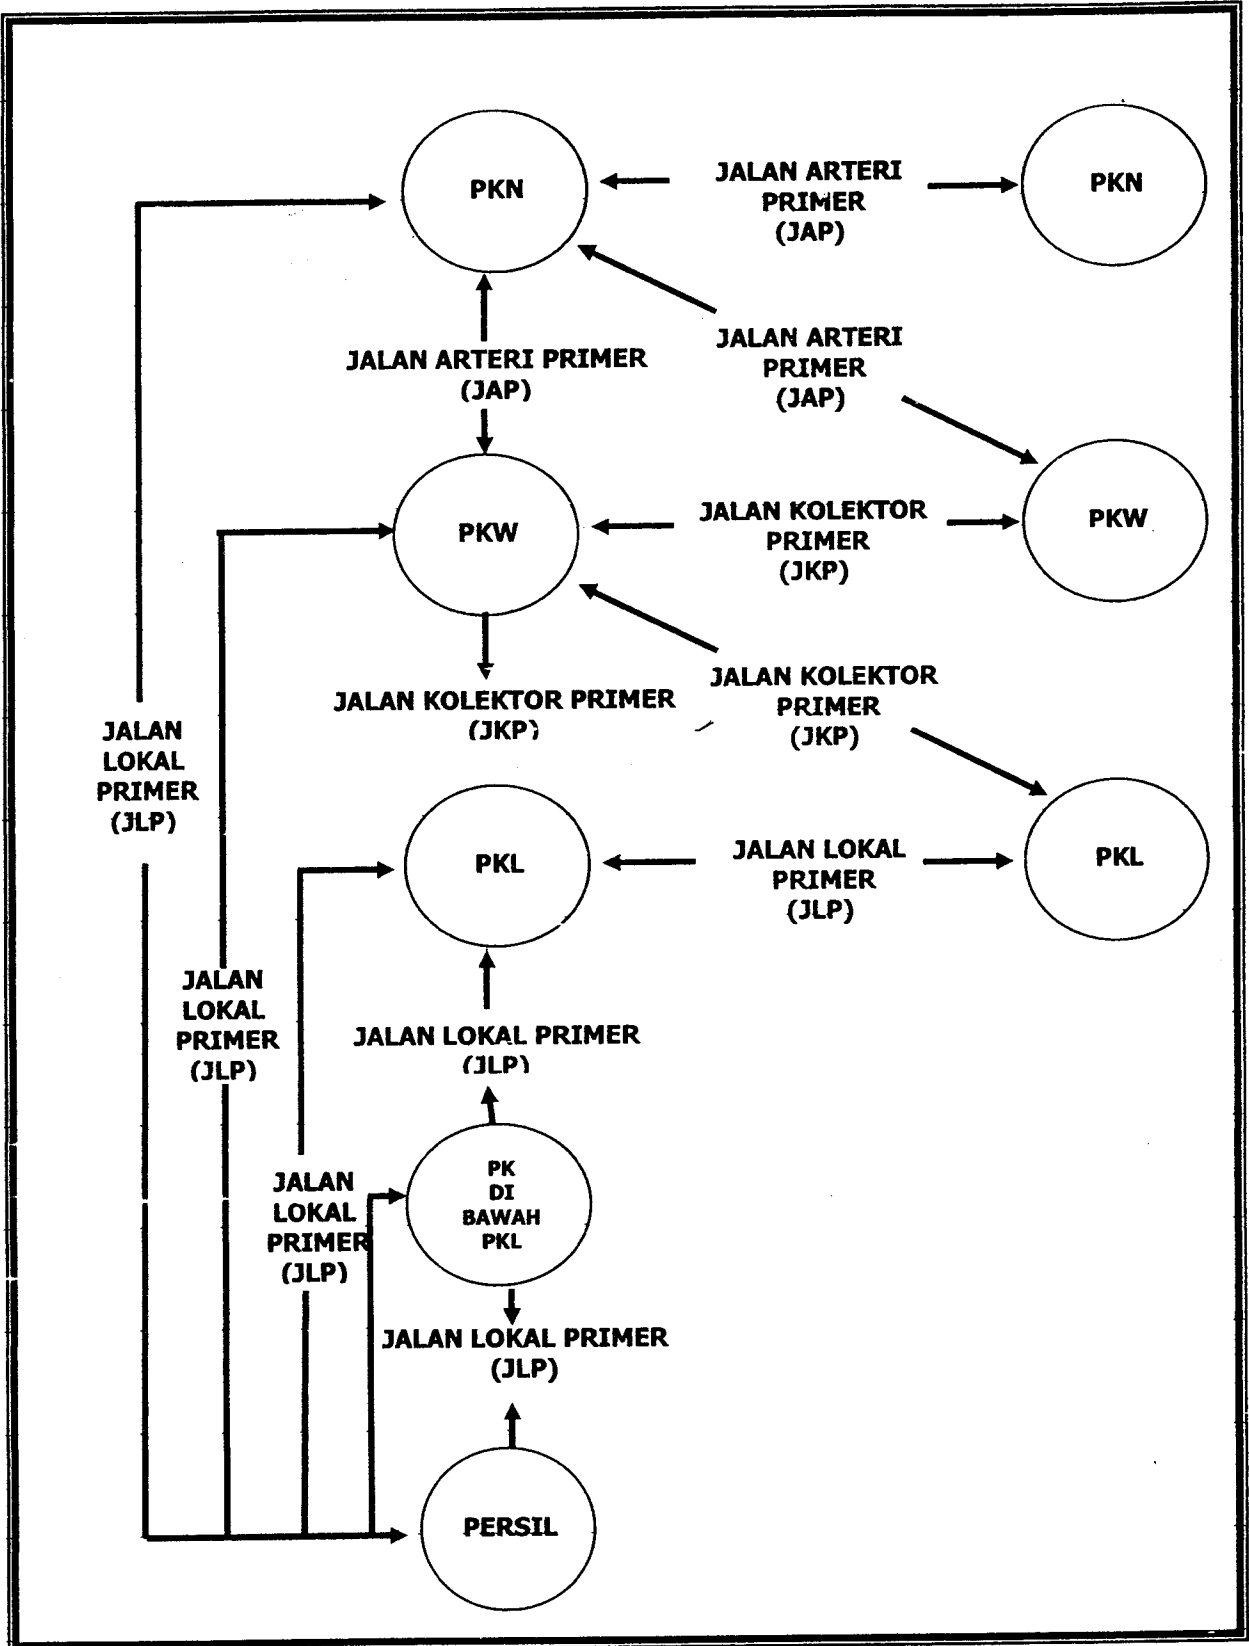 PKN
JALAN ARTERI
PRIMER
(JAP)
PKN
JALAN ARTERI PRIMER
(JAP)
JALAN ARTERI
PRIMER
(JAP)
PKW
JALAN KOLEKTOR
PRIMER
(JKP)
PKW
JALAN KOLEKTOR PRIMER
(JKP)
JALAN KOLEKTOR
PRIMER
(JKP)
JALAN
LOKAL
PRIMER
(JLP)
PKL
JALAN LOKAL
PRIMER
(JLP)
PKL
JALAN
LOKAL
PRIMER
(JLP)
JALAN LOKAL PRIMER
(JLP)
JALAN
LOKAL
PRIMER
(JLP)
PK
DI
BAWAH
PKL
JALAN LOKAL PRIMER
(JLP)
PERSIL